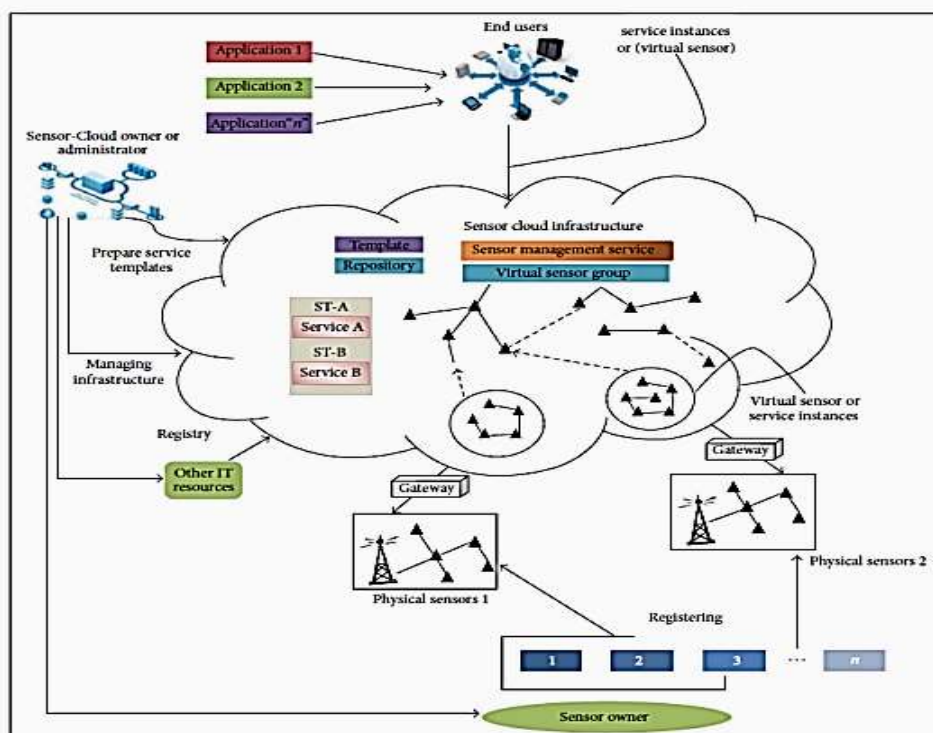 End users
service instances
or (virtual sensor)
Application 1
Application 2
Application "n"
Sensor-Cloud owner or
administrator
Sensor cloud infrastructure
Prepare service
templates
Template
Repository
Sensor management service
Virtual sensor group
ST-A
Service A
ST-B
Service B
Managing
infrastructure
Virtual sensor or
service instances
Registry
Other IT
resources
Gateway
Gateway
Physical sensors 1
Physical sensors 2
Registering
1 2 3 ... n
Sensor owner